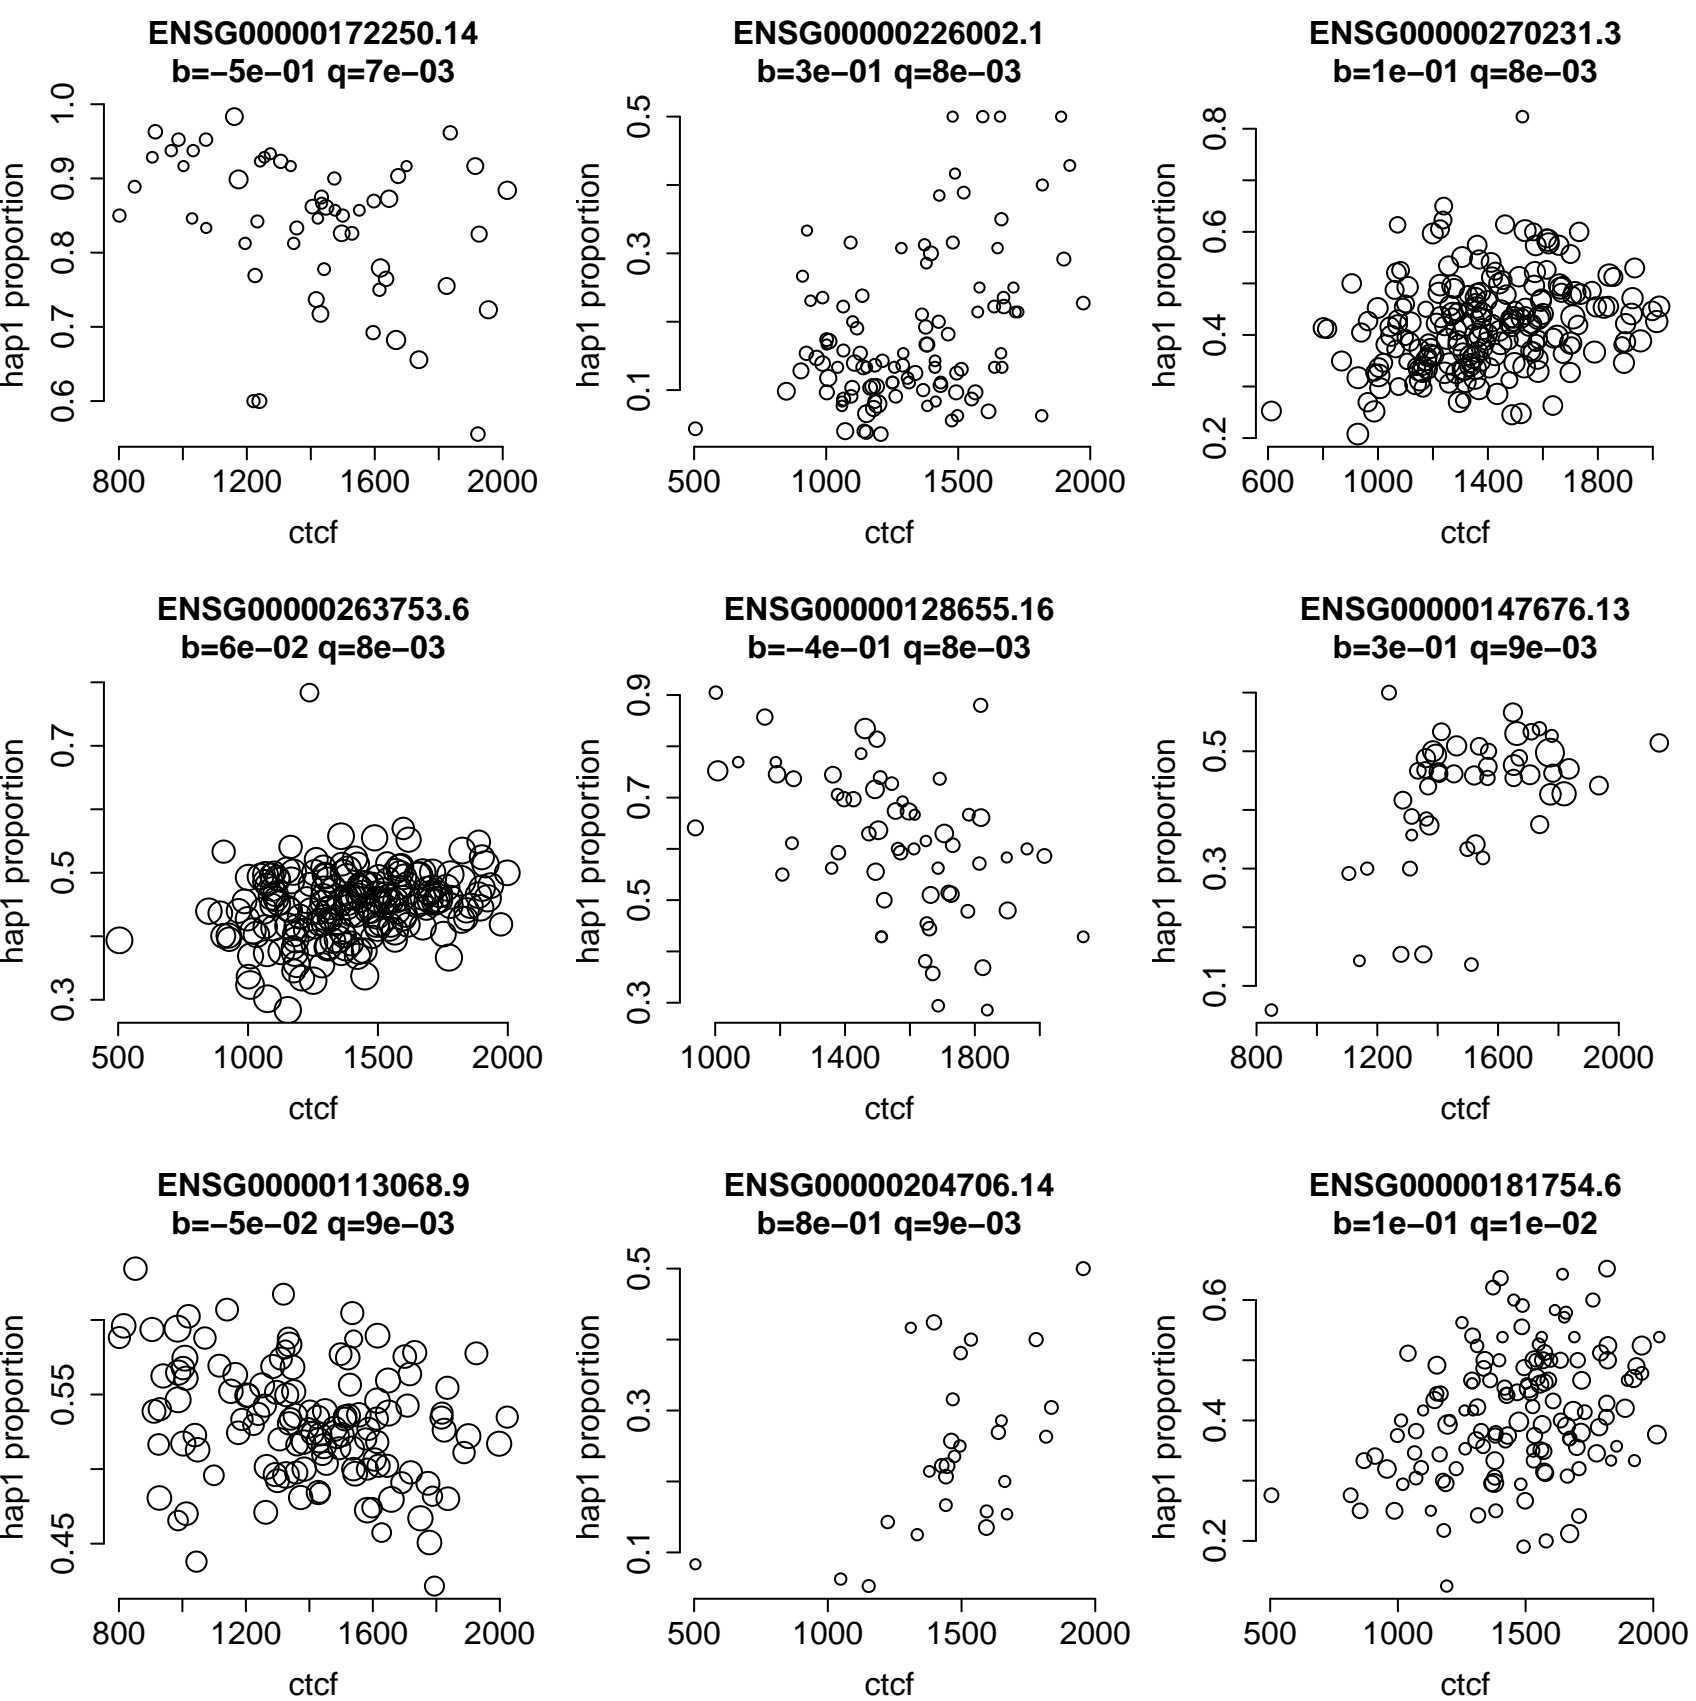 ENSG00000172250.14
b=−5e−01 q=7e−03
hap1 proportion
0.6 0.7 0.8 0.9 1.0
800 1200 1600 2000
ctcf
ENSG00000226002.1
b=3e−01 q=8e−03
hap1 proportion
0.1 0.3 0.5
500 1000 1500 2000
ctcf
ENSG00000270231.3
b=1e−01 q=8e−03
hap1 proportion
0.2 0.4 0.6 0.8
600 1000 1400 1800
ctcf
ENSG00000263753.6
b=6e−02 q=8e−03
hap1 proportion
0.3 0.5 0.7
500 1000 1500 2000
ctcf
ENSG00000128655.16
b=−4e−01 q=8e−03
hap1 proportion
0.3 0.5 0.7 0.9
1000 1400 1800
ctcf
ENSG00000147676.13
b=3e−01 q=9e−03
hap1 proportion
0.1 0.3 0.5
800 1200 1600 2000
ctcf
ENSG00000113068.9
b=−5e−02 q=9e−03
hap1 proportion
0.45 0.55
800 1200 1600 2000
ctcf
ENSG00000204706.14
b=8e−01 q=9e−03
hap1 proportion
0.1 0.3 0.5
500 1000 1500 2000
ctcf
ENSG00000181754.6
b=1e−01 q=1e−02
hap1 proportion
0.2 0.4 0.6
500 1000 1500 2000
ctcf